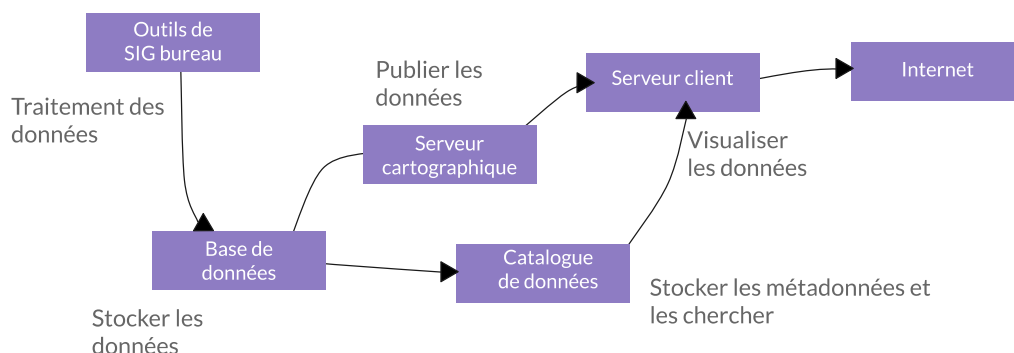 Outils de
SIG bureau
Traitement des
données
Publier les
données
Serveur client
Internet
Serveur
cartographique
Visualiser
les données
Base de
données
Catalogue
de données
Stocker les métadonnées et
les chercher
Stocker les
données